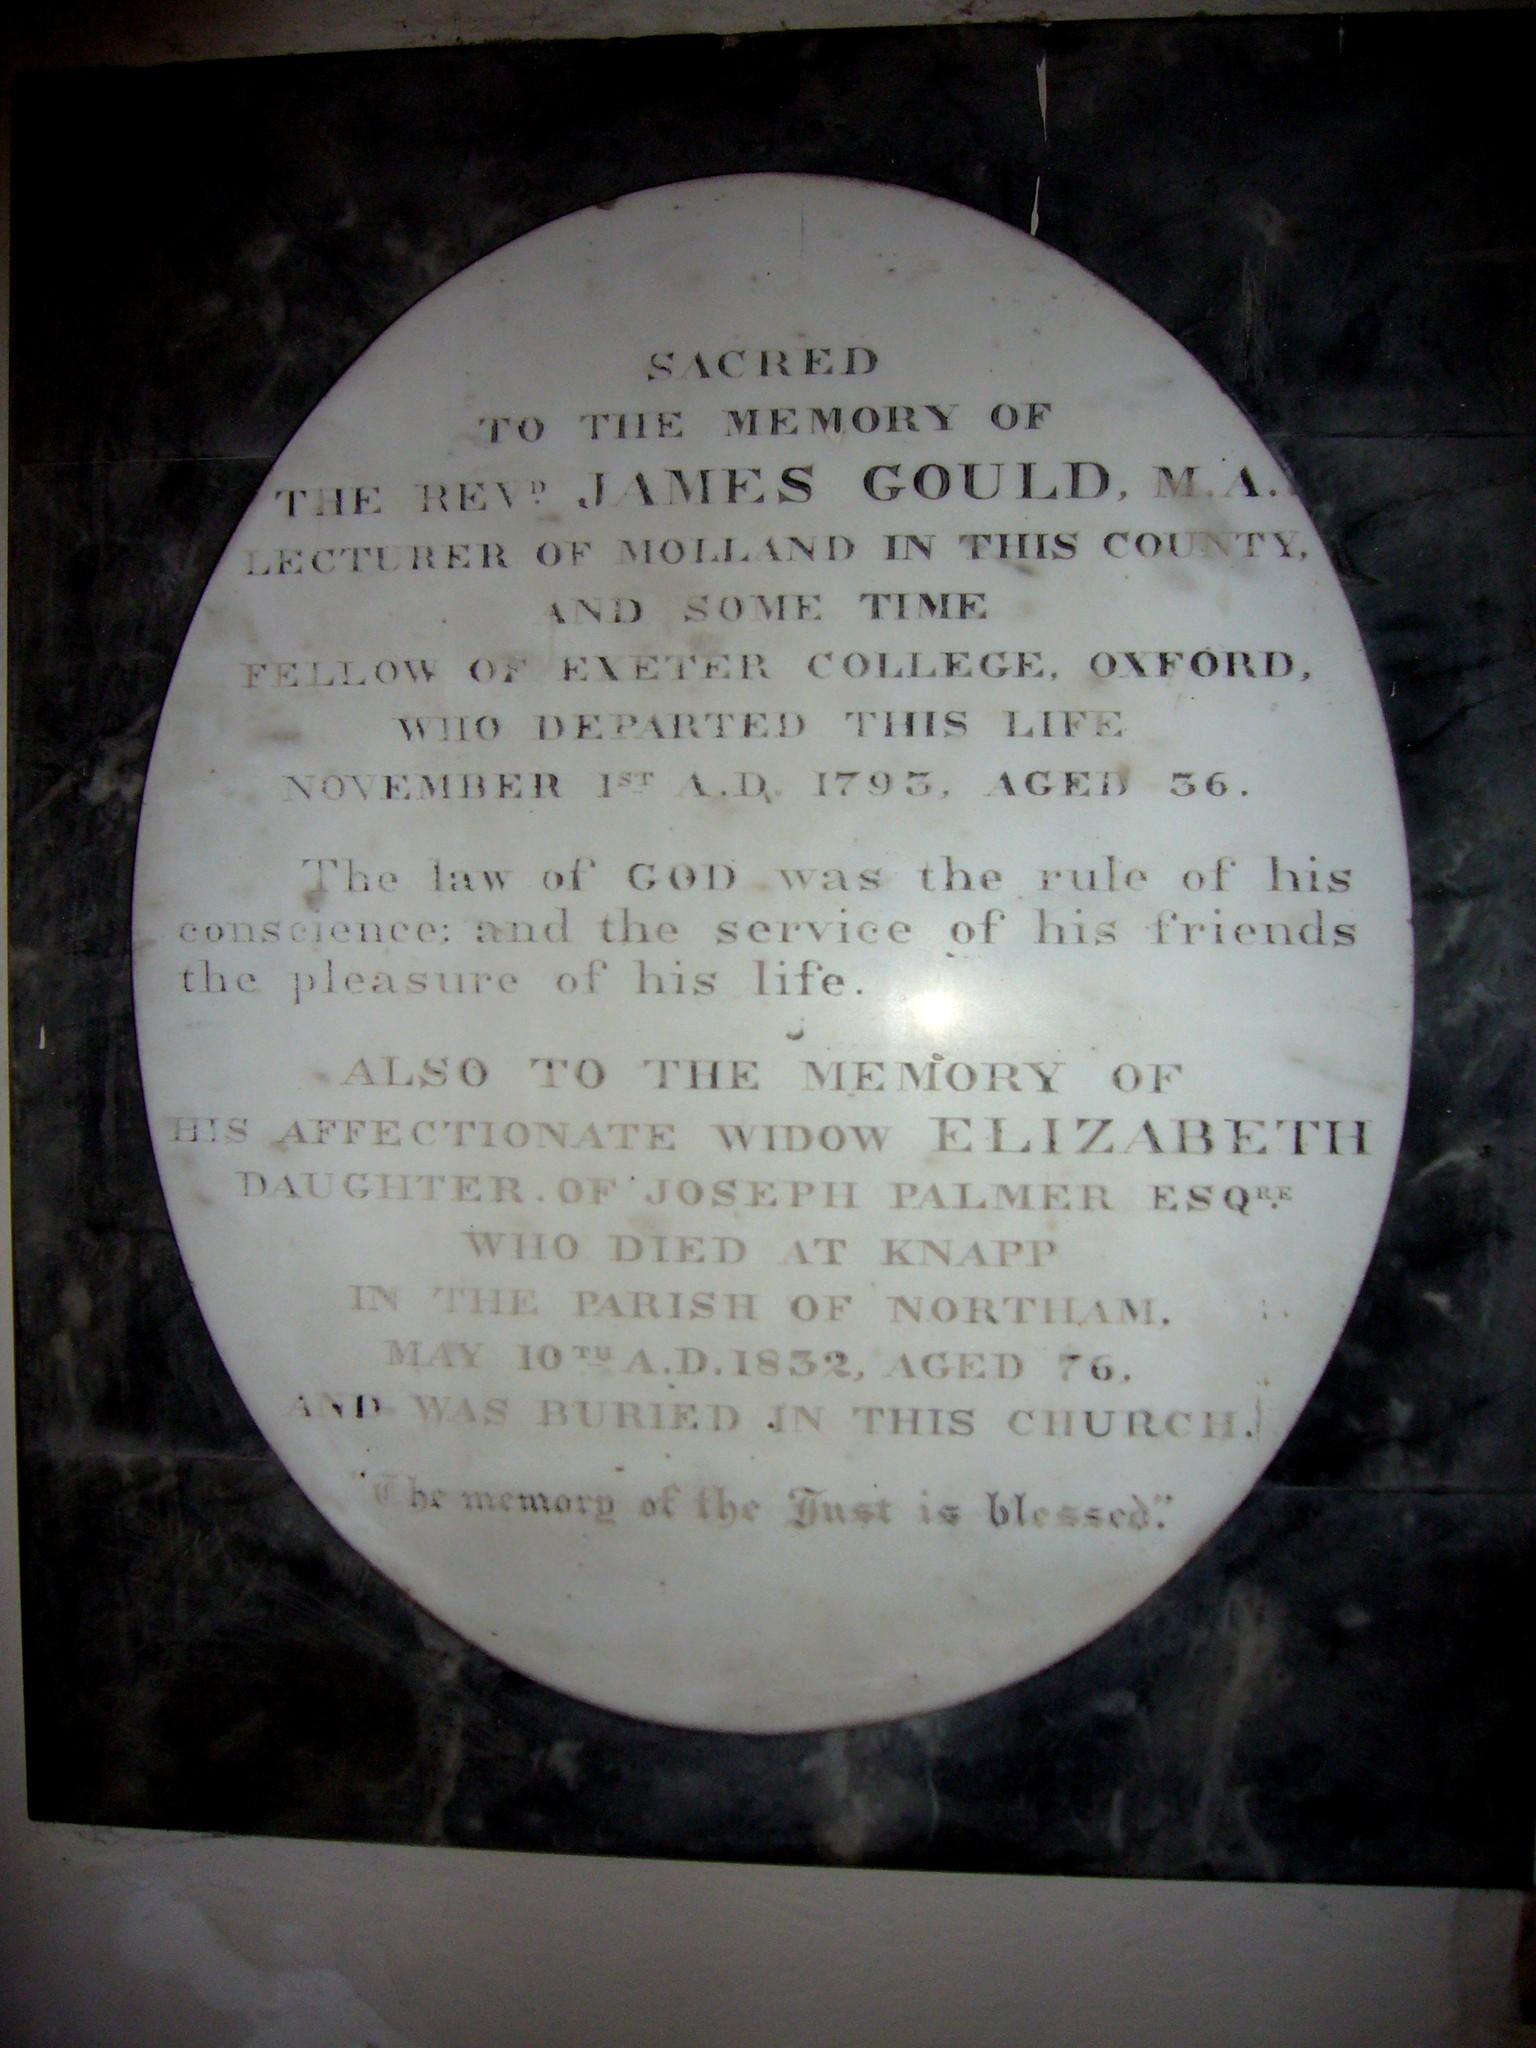 SACRED
TO THE MEMORY OF
THE REVD. JAMES GOULD, M.A.
LECTURER OF MOLLAND IN THIS COUNTY,
AND SOME TIME
FELLOW OF EXETER COLLEGE, OXFORD,
WHO DEPARTED THIS LIFE
NOVEMBER 1ST A.D. 1793, AGED 36.
The law of GOD was the rule of his
conscience; and the service of his friends
the pleasure of his life.
ALSO TO THE MEMORY OF
HIS AFFECTIONATE WIDOW ELIZABETH
DAUGHTER OF JOSEPH PALMER ESQRE.
WHO DIED AT KNAPP
IN THE PARISH OF NORTHAM,
MAY 10TH A.D. 1832, AGED 76,
AND WAS BURIED IN THIS CHURCH.
"The memory of the Just is blessed".